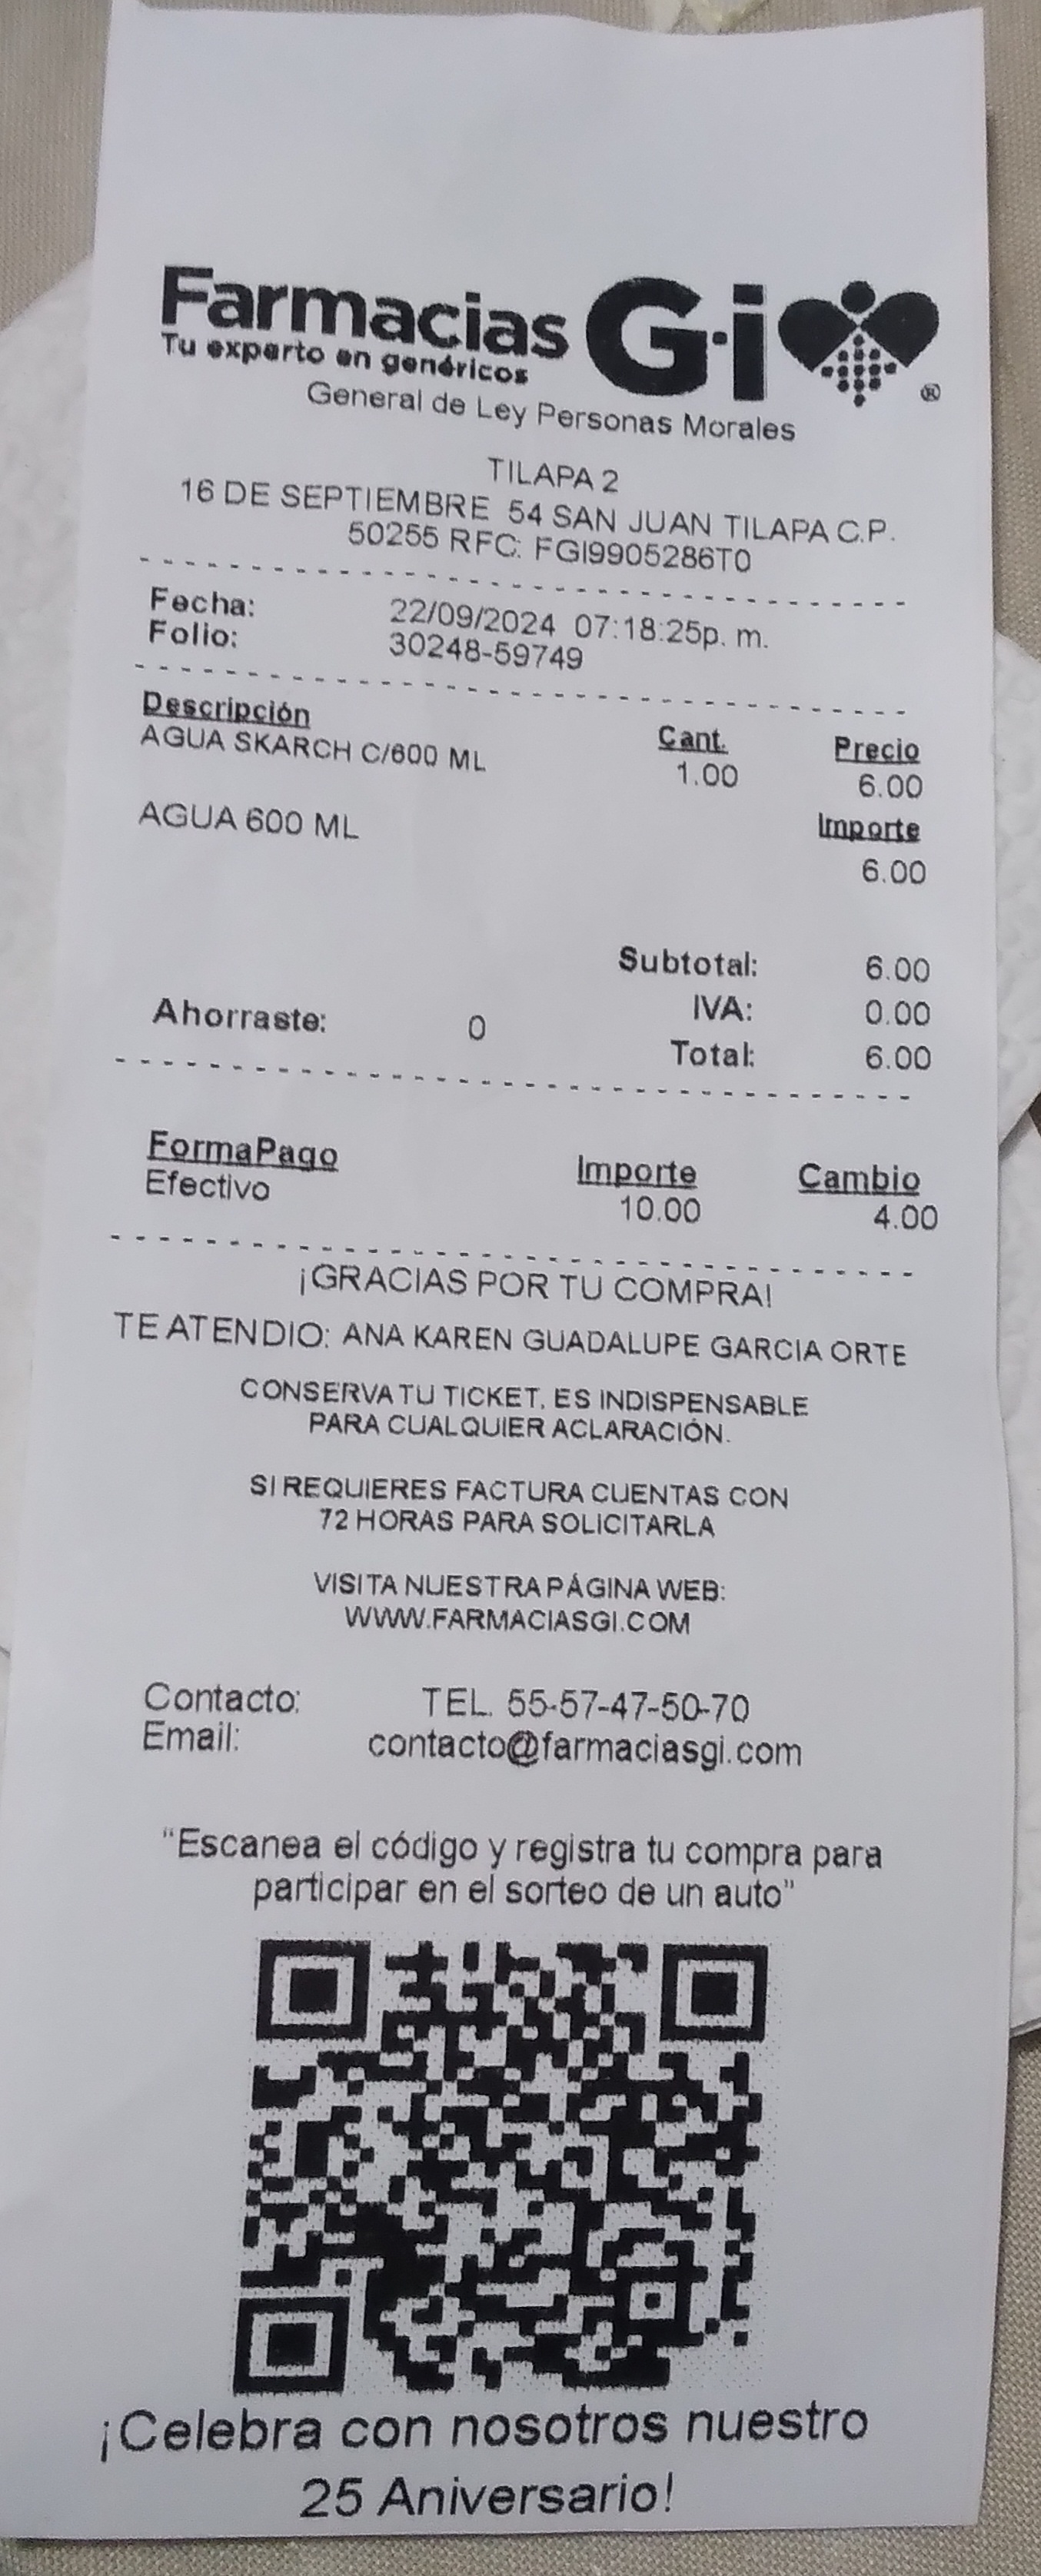 Farmacias G·i ®
Tu experto en genéricos
General de Ley Personas Morales
TILAPA 2
16 DE SEPTIEMBRE 54 SAN JUAN TILAPA C.P.
50255 RFC: FGI9905286T0
Fecha: 22/09/2024 07:18:25p. m.
Folio: 30248-59749
Descripción Cant. Precio
AGUA SKARCH C/600 ML 1.00 6.00
AGUA 600 ML Importe
6.00
Subtotal: 6.00
IVA: 0.00
Ahorraste: 0 Total: 6.00
FormaPago Importe Cambio
Efectivo 10.00 4.00
¡GRACIAS POR TU COMPRA!
TE ATENDIO: ANA KAREN GUADALUPE GARCIA ORTE
CONSERVA TU TICKET, ES INDISPENSABLE
PARA CUALQUIER ACLARACIÓN.
SI REQUIERES FACTURA CUENTAS CON
72 HORAS PARA SOLICITARLA
VISITA NUESTRA PÁGINA WEB:
WWW.FARMACIASGI.COM
Contacto: TEL. 55-57-47-50-70
Email: contacto@farmaciasgi.com
"Escanea el código y registra tu compra para
participar en el sorteo de un auto"
¡Celebra con nosotros nuestro
25 Aniversario!